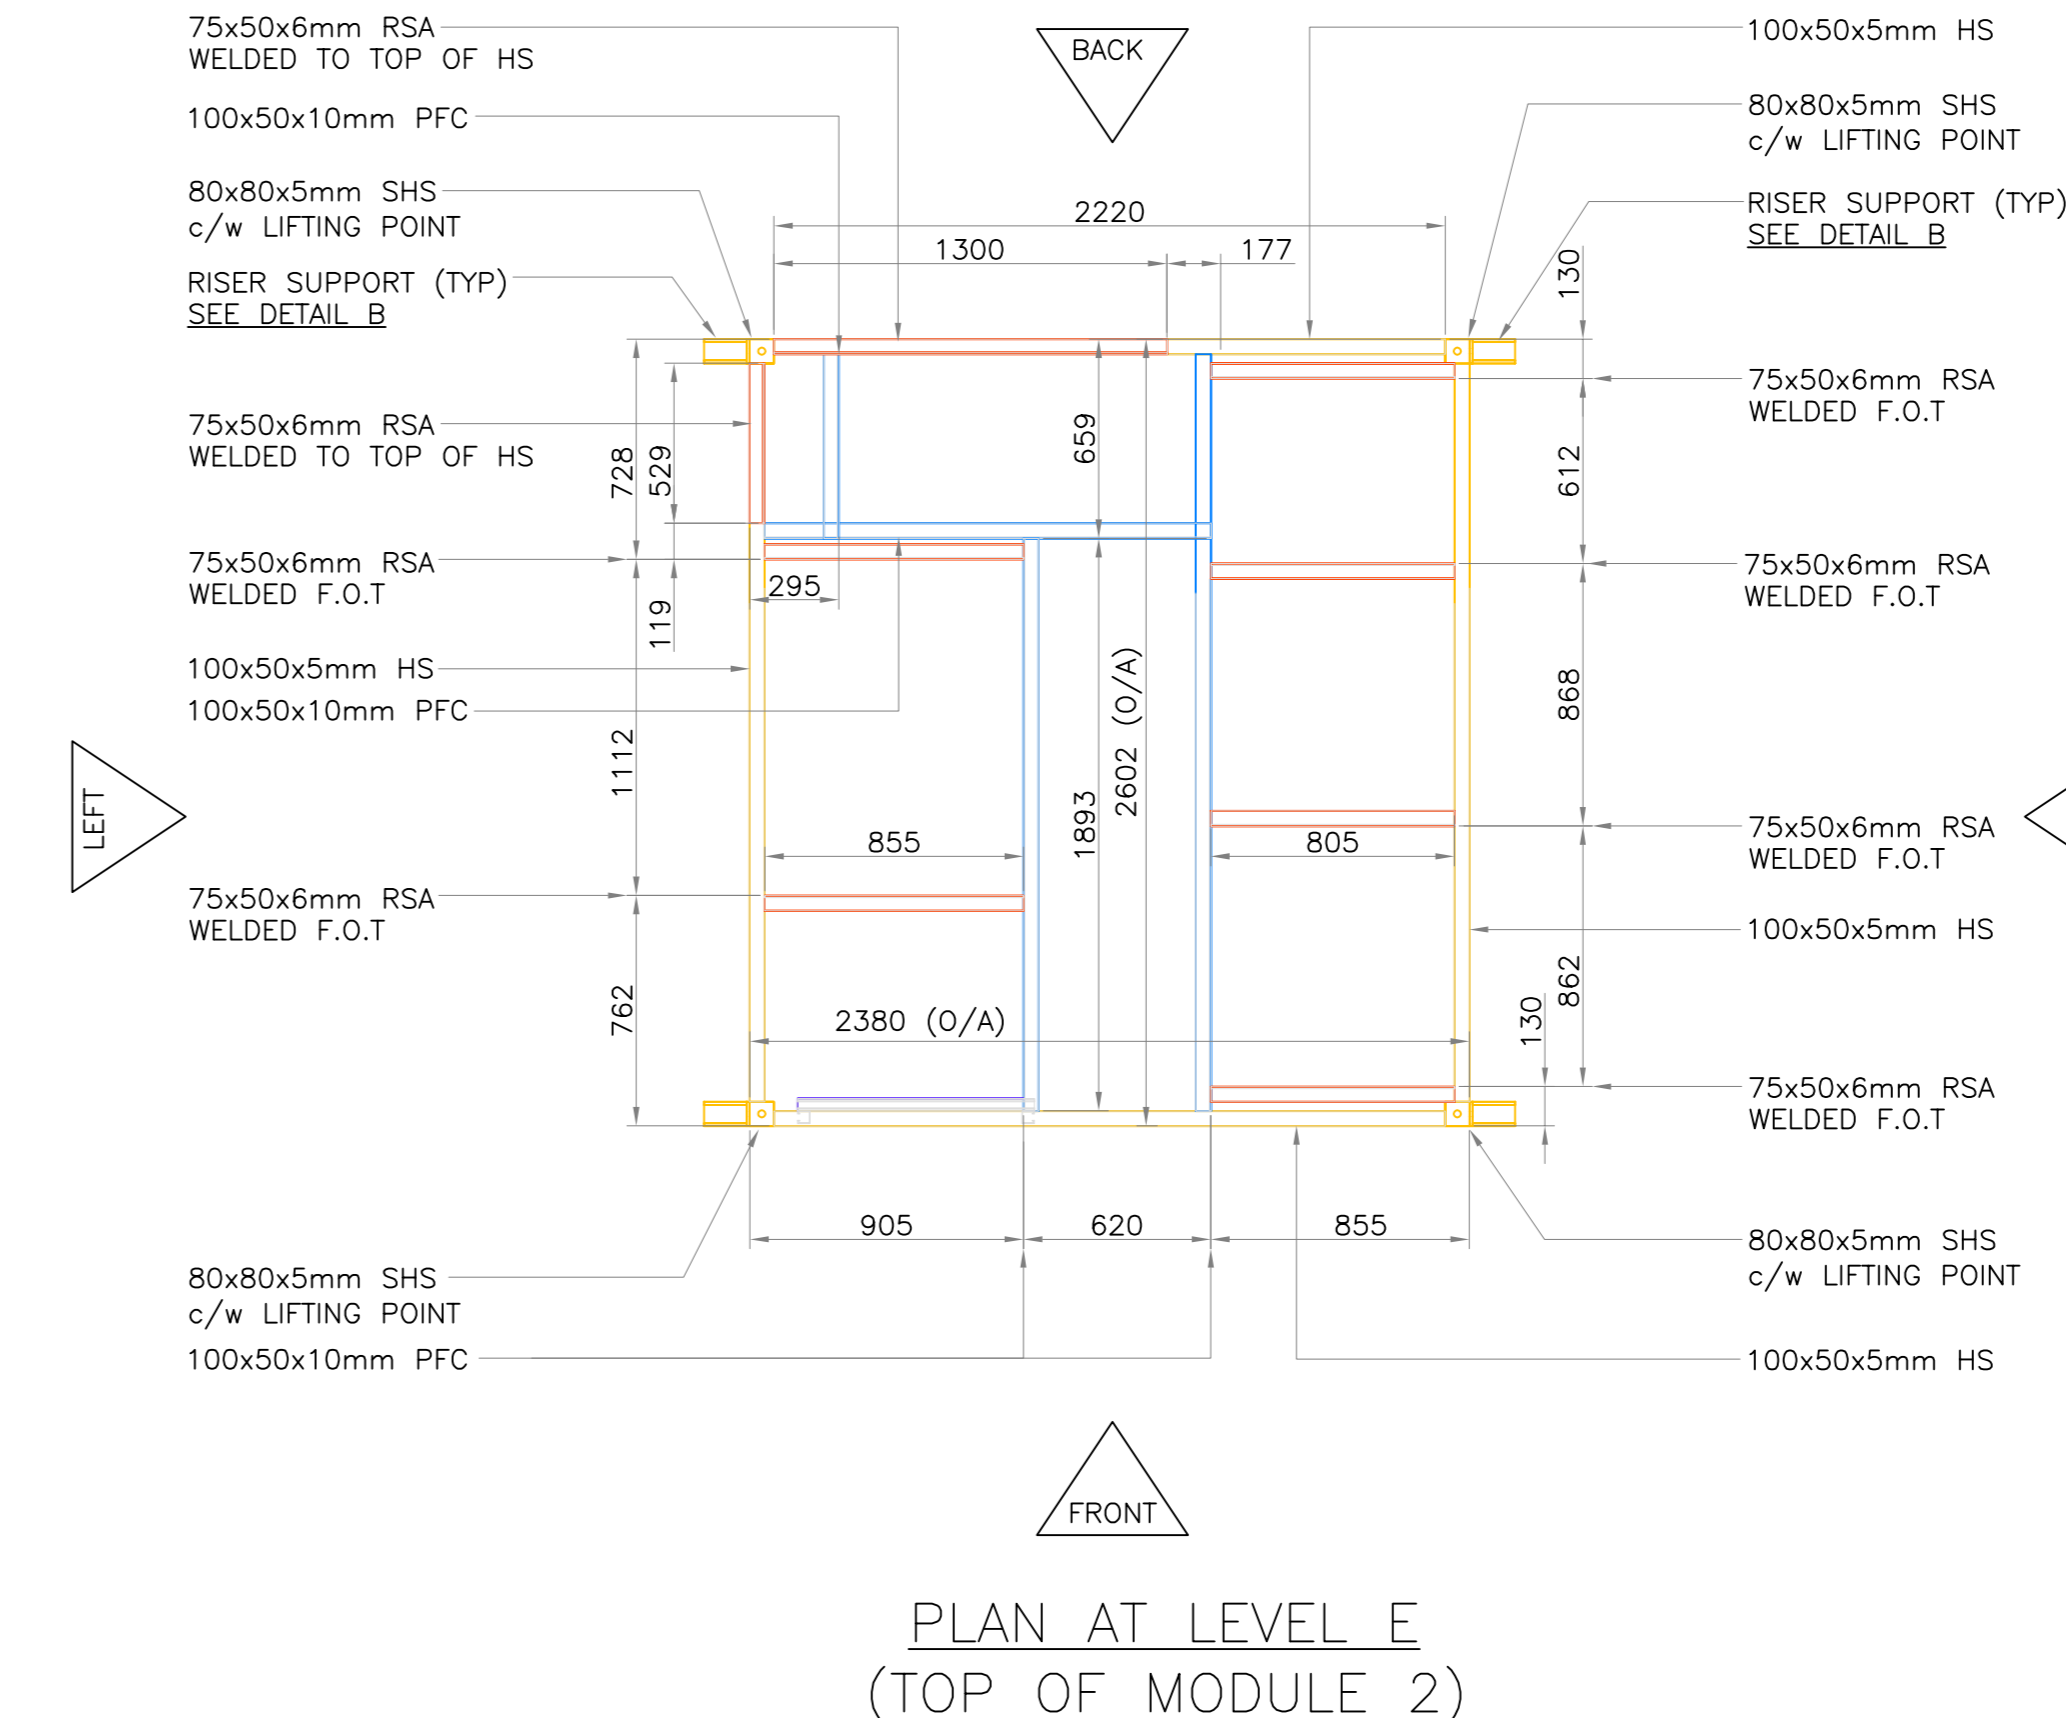 75x50x6mm RSA
WELDED TO TOP OF HS
100x50x10mm PFC
80x80x5mm SHS
c/w LIFTING POINT
RISER SUPPORT (TYP)
SEE DETAIL B
75x50x6mm RSA
WELDED TO TOP OF HS
75x50x6mm RSA
WELDED F.O.T
100x50x5mm HS
100x50x10mm PFC
75x50x6mm RSA
WELDED F.O.T
80x80x5mm SHS
c/w LIFTING POINT
100x50x10mm PFC
LEFT
BACK
2220
1300
177
728
529
119
295
1112
762
659
2602 (O/A)
1893
855
805
2380 (O/A)
905
620
855
130
612
868
862
130
100x50x5mm HS
80x80x5mm SHS
c/w LIFTING POINT
RISER SUPPORT (TYP)
SEE DETAIL B
75x50x6mm RSA
WELDED F.O.T
75x50x6mm RSA
WELDED F.O.T
75x50x6mm RSA
WELDED F.O.T
100x50x5mm HS
75x50x6mm RSA
WELDED F.O.T
80x80x5mm SHS
c/w LIFTING POINT
100x50x5mm HS
FRONT
PLAN AT LEVEL E
(TOP OF MODULE 2)